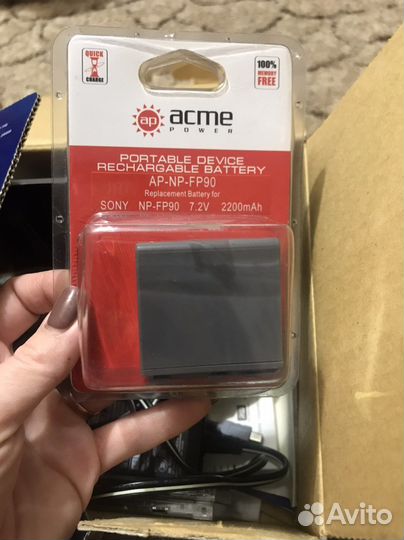 QUICK
CHARGE
100%
MEMORY
FREE
ap acme
POWER
PORTABLE DEVICE
RECHARGABLE BATTERY
AP-NP-FP90
Replacement Battery for
SONY NP-FP90 7.2V 2200mAh
Avito